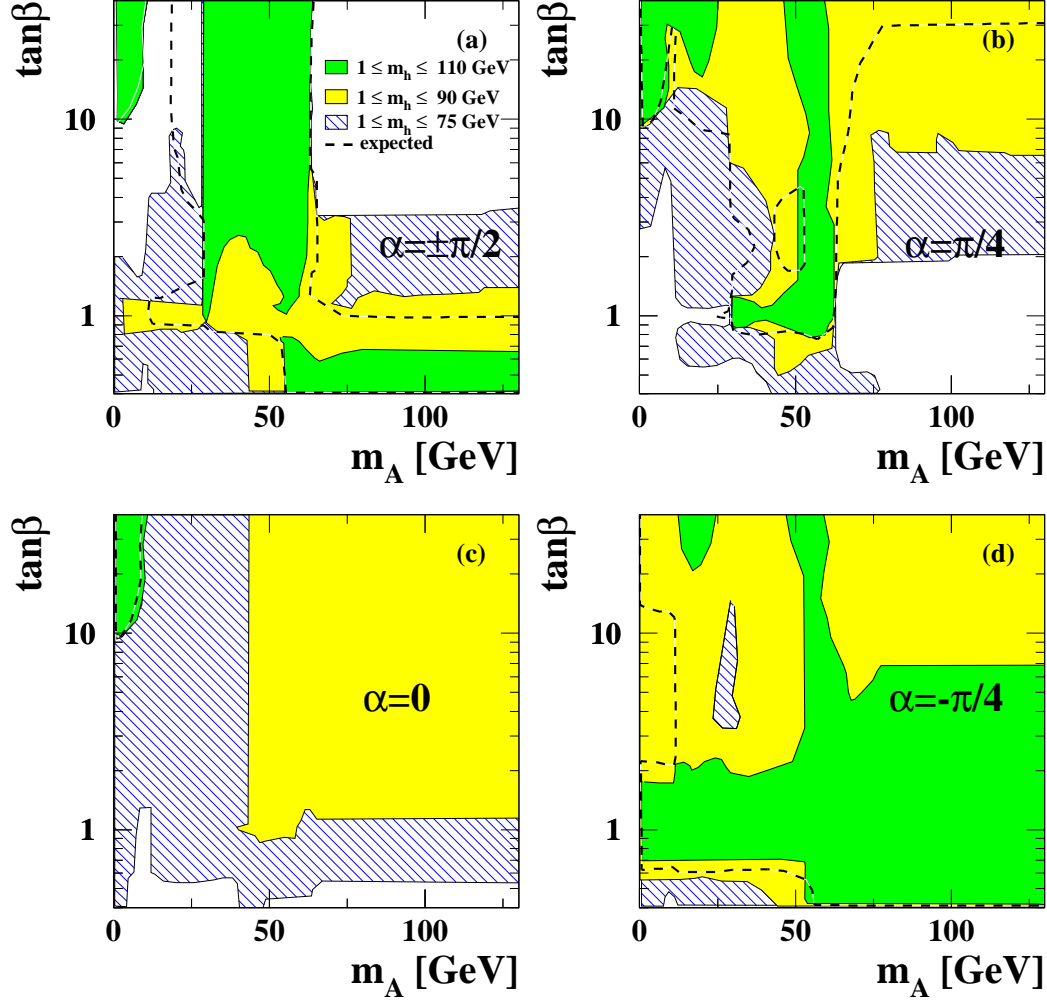 tanβ
(a)
1 ≤ m_h ≤ 110 GeV
1 ≤ m_h ≤ 90 GeV
1 ≤ m_h ≤ 75 GeV
expected
10
α=±π/2
1
0 50 100
m_A [GeV]
tanβ
(b)
10
α=π/4
1
0 50 100
m_A [GeV]
tanβ
(c)
10
α=0
1
0 50 100
m_A [GeV]
tanβ
(d)
10
α=-π/4
1
0 50 100
m_A [GeV]